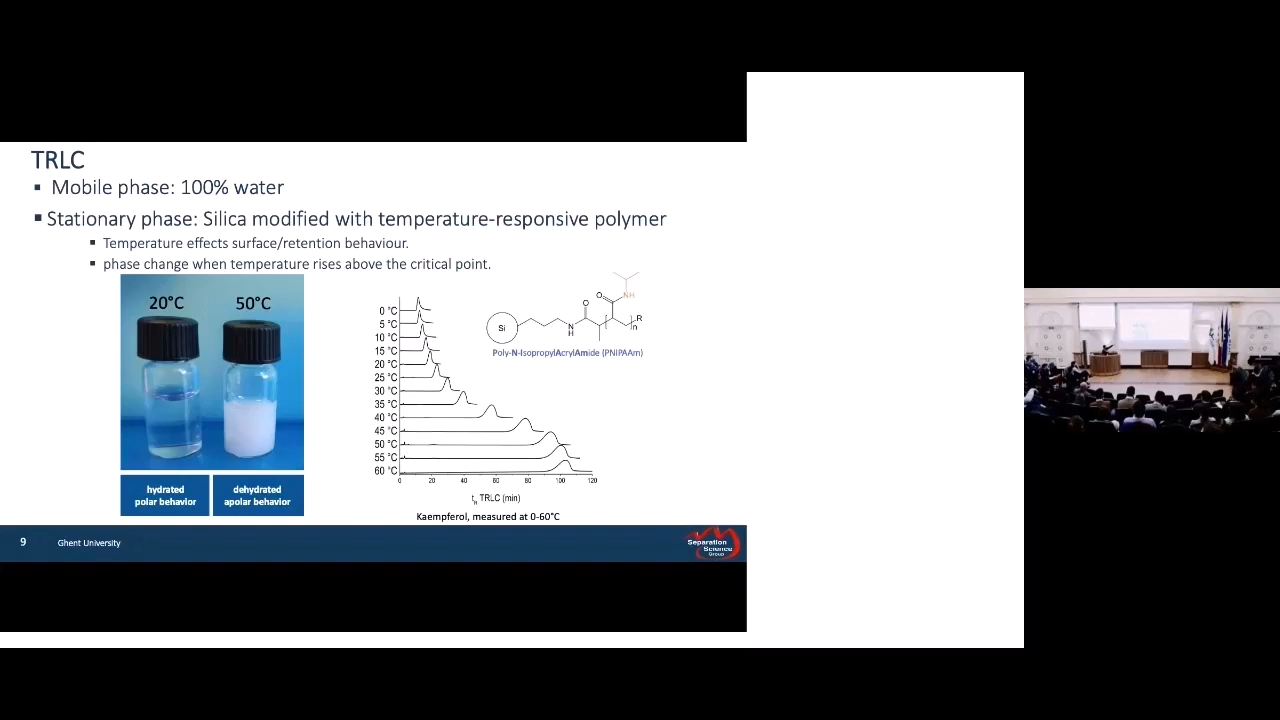 TRLC
▪ Mobile phase: 100% water
▪ Stationary phase: Silica modified with temperature-responsive polymer
▪ Temperature effects surface/retention behaviour.
▪ phase change when temperature rises above the critical point.
20°C 50°C
hydrated
polar behavior
dehydrated
apolar behavior
0 °C
5 °C
10 °C
15 °C
20 °C
25 °C
30 °C
35 °C
40 °C
45 °C
50 °C
55 °C
60 °C
0 20 40 60 80 100 120
tR TRLC (min)
Kaempferol, measured at 0-60°C
Si
N
H
O
O
NH
R
n
Poly-N-IsopropylAcrylAmide (PNIPAAm)
9 Ghent University
Separation
Science
Group